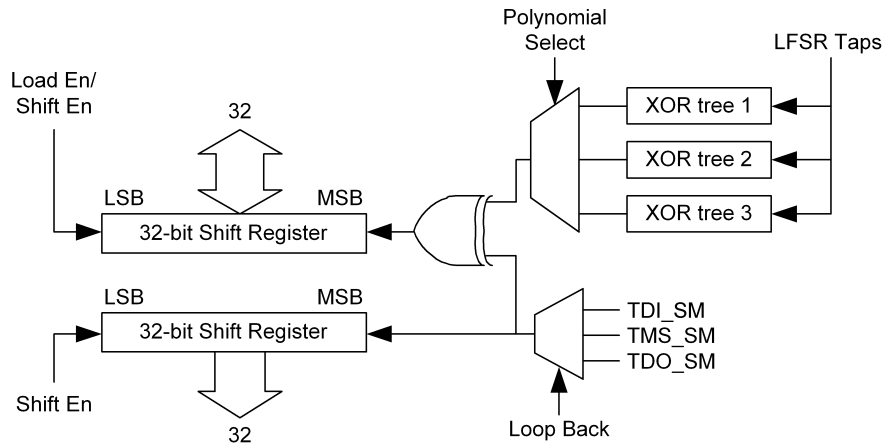 Polynomial
Select
LFSR Taps
Load En/
Shift En
32
XOR tree 1
XOR tree 2
XOR tree 3
LSB
MSB
32-bit Shift Register
LSB
MSB
32-bit Shift Register
TDI_SM
TMS_SM
TDO_SM
Shift En
32
Loop Back